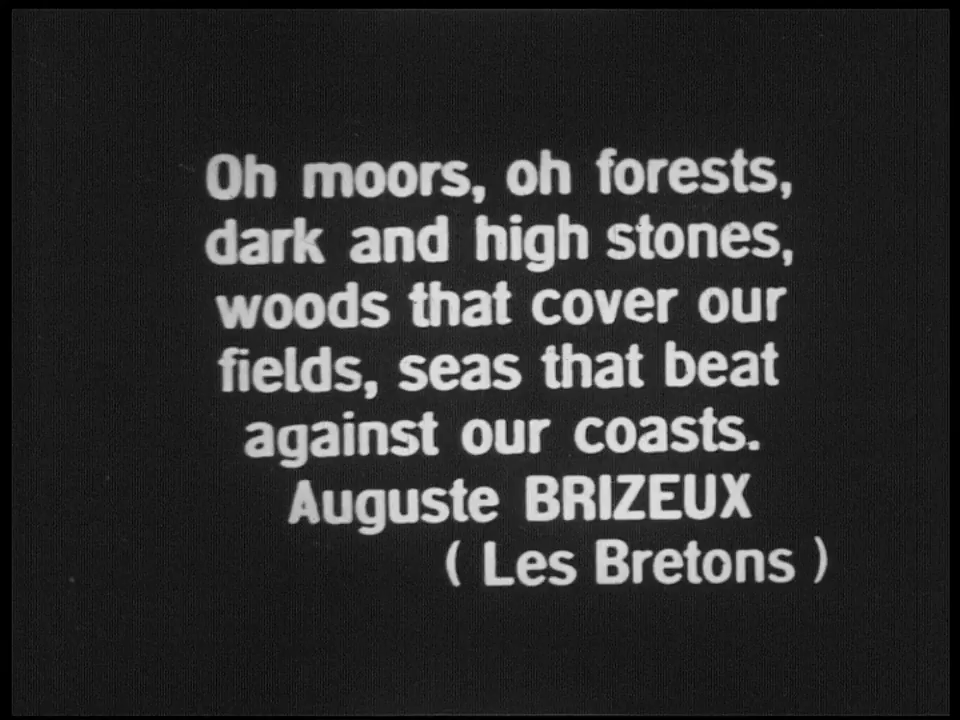 Oh moors, oh forests,
dark and high stones,
woods that cover our
fields, seas that beat
against our coasts.
Auguste BRIZEUX
( Les Bretons )